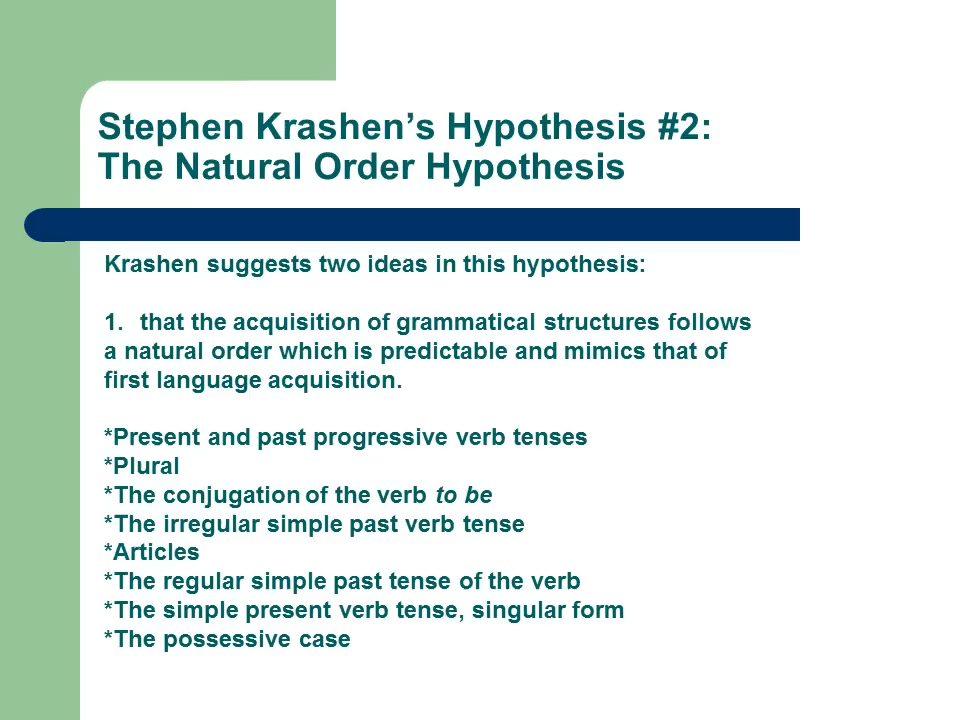 Stephen Krashen’s Hypothesis #2:
The Natural Order Hypothesis
Krashen suggests two ideas in this hypothesis:
1. that the acquisition of grammatical structures follows
a natural order which is predictable and mimics that of
first language acquisition.
*Present and past progressive verb tenses
*Plural
*The conjugation of the verb to be
*The irregular simple past verb tense
*Articles
*The regular simple past tense of the verb
*The simple present verb tense, singular form
*The possessive case